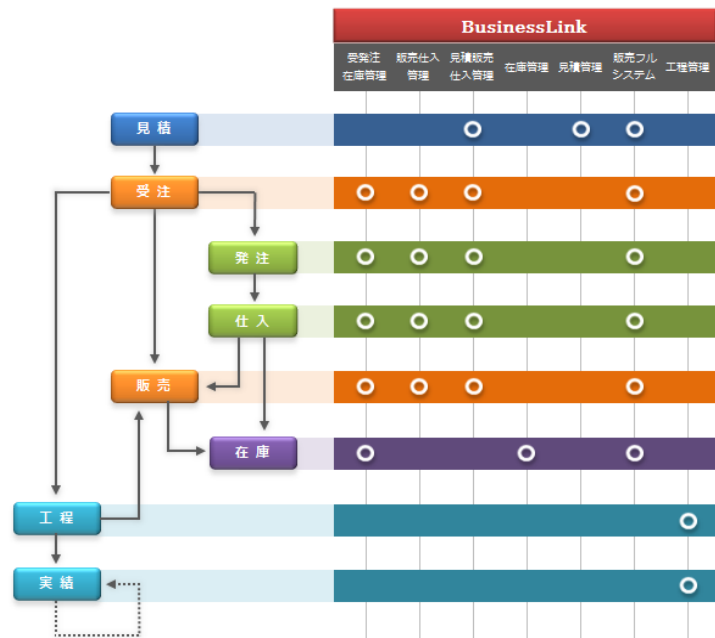 BusinessLink
受発注
在庫管理
販売仕入
管理
見積販売
仕入管理
在庫管理
見積管理
販売フル
システム
工程管理
見積
受注
発注
仕入
販売
在庫
工程
実績